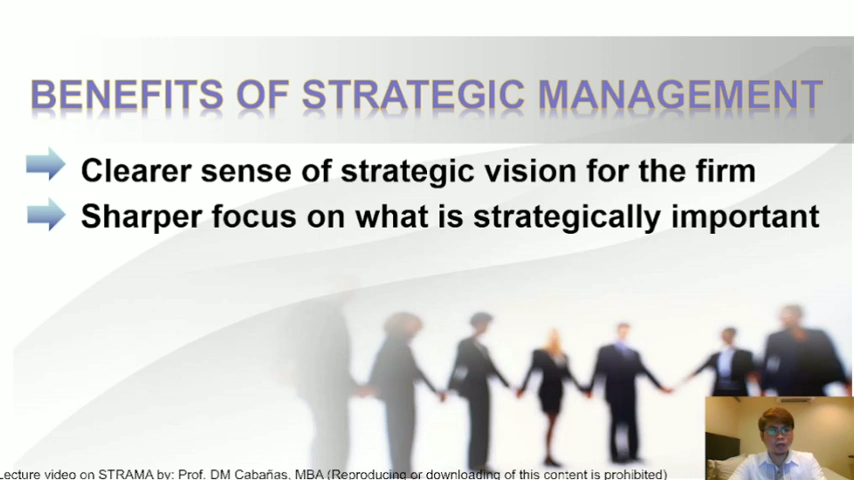 BENEFITS OF STRATEGIC MANAGEMENT
Clearer sense of strategic vision for the firm
Sharper focus on what is strategically important
Lecture video on STRAMA by: Prof. DM Cabañas, MBA (Reproducing or downloading of this content is prohibited)